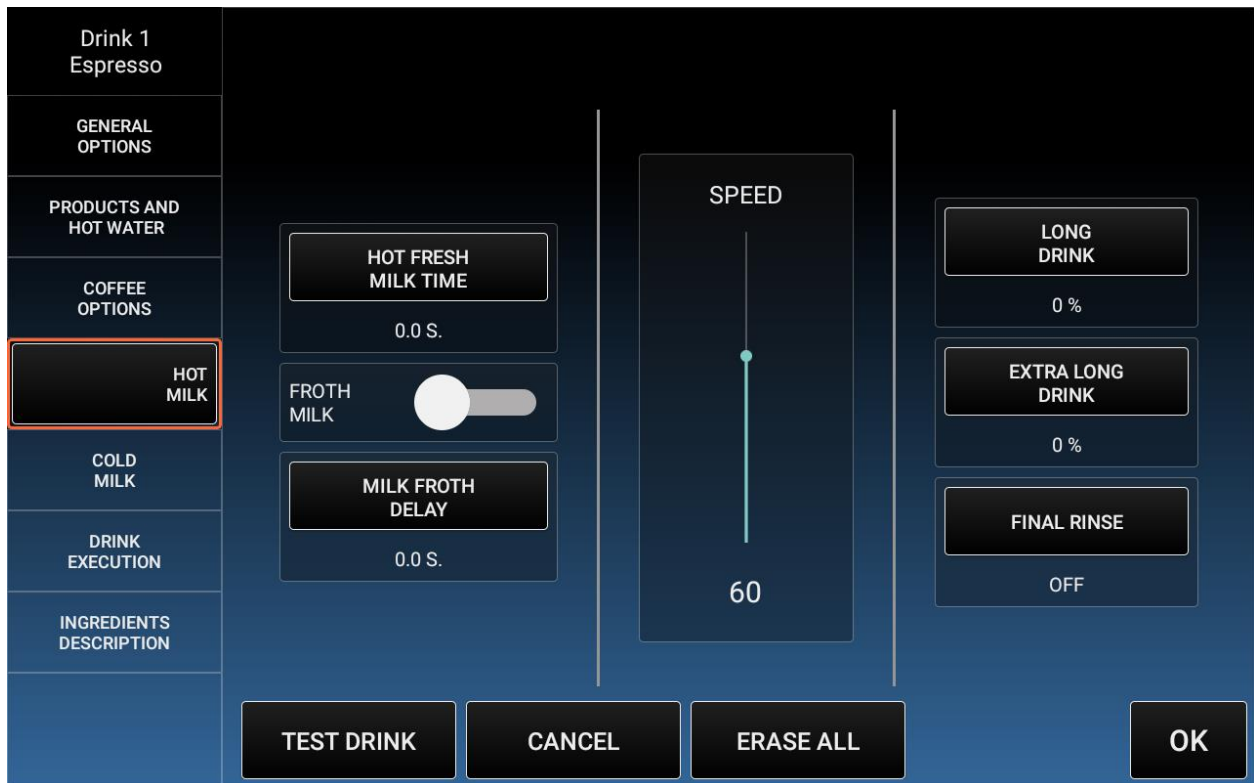 Drink 1
Espresso
GENERAL
OPTIONS
PRODUCTS AND
HOT WATER
COFFEE
OPTIONS
HOT
MILK
COLD
MILK
DRINK
EXECUTION
INGREDIENTS
DESCRIPTION
HOT FRESH
MILK TIME
0.0 S.
FROTH
MILK
MILK FROTH
DELAY
0.0 S.
SPEED
60
LONG
DRINK
0 %
EXTRA LONG
DRINK
0 %
FINAL RINSE
OFF
TEST DRINK
CANCEL
ERASE ALL
OK